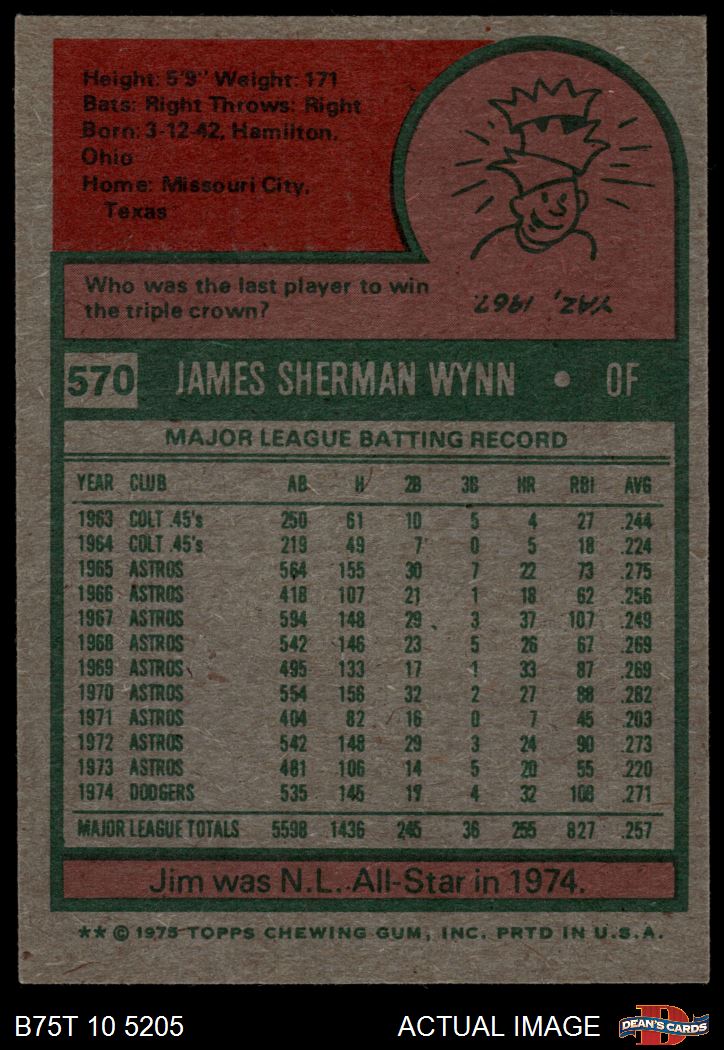 Height: 5'9" Weight: 171
Bats: Right Throws: Right
Born: 3-12-42, Hamilton,
Ohio
Home: Missouri City,
Texas
Who was the last player to win
the triple crown?
YAZ, 1967.
570 JAMES SHERMAN WYNN • OF
MAJOR LEAGUE BATTING RECORD
YEAR CLUB AB H 2B 3B HR RBI AVG
1963 COLT .45's 250 61 10 5 4 27 .244
1964 COLT .45's 219 49 7 0 5 18 .224
1965 ASTROS 564 155 30 7 22 73 .275
1966 ASTROS 418 107 21 1 18 62 .256
1967 ASTROS 594 148 29 3 37 107 .249
1968 ASTROS 542 146 23 5 26 67 .269
1969 ASTROS 495 133 17 1 33 87 .269
1970 ASTROS 554 156 32 2 27 88 .282
1971 ASTROS 404 82 16 0 7 45 .203
1972 ASTROS 542 148 29 3 24 90 .273
1973 ASTROS 481 106 14 5 20 55 .220
1974 DODGERS 535 145 17 4 32 108 .271
MAJOR LEAGUE TOTALS 5598 1436 245 36 255 827 .257
Jim was N.L. All-Star in 1974.
** © 1975 TOPPS CHEWING GUM, INC. PRTD IN U.S.A.
B75T 10 5205 ACTUAL IMAGE D DEAN'S CARDS